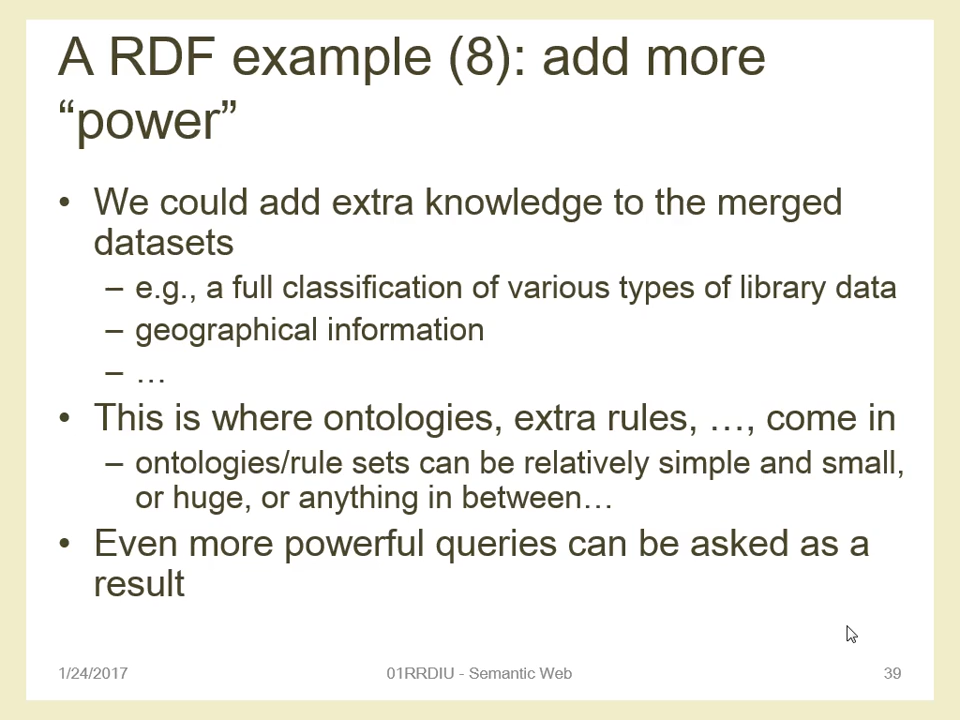 A RDF example (8): add more
“power”
• We could add extra knowledge to the merged
datasets
– e.g., a full classification of various types of library data
– geographical information
– …
• This is where ontologies, extra rules, …, come in
– ontologies/rule sets can be relatively simple and small,
or huge, or anything in between…
• Even more powerful queries can be asked as a
result
1/24/2017
01RRDIU - Semantic Web
39